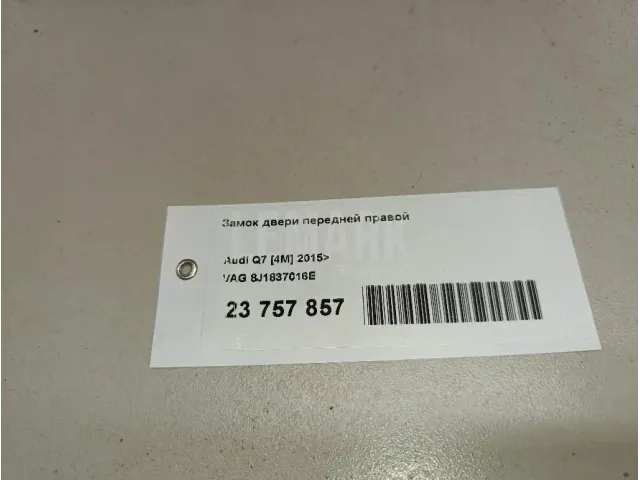 Замок двери передней правой
Audi Q7 [4M] 2015>
VAG 8J1837016E
23 757 857